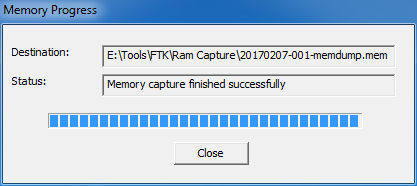 Memory Progress
Destination: E:\Tools\FTK\Ram Capture\20170207-001-memdump.mem
Status: Memory capture finished successfully
Close